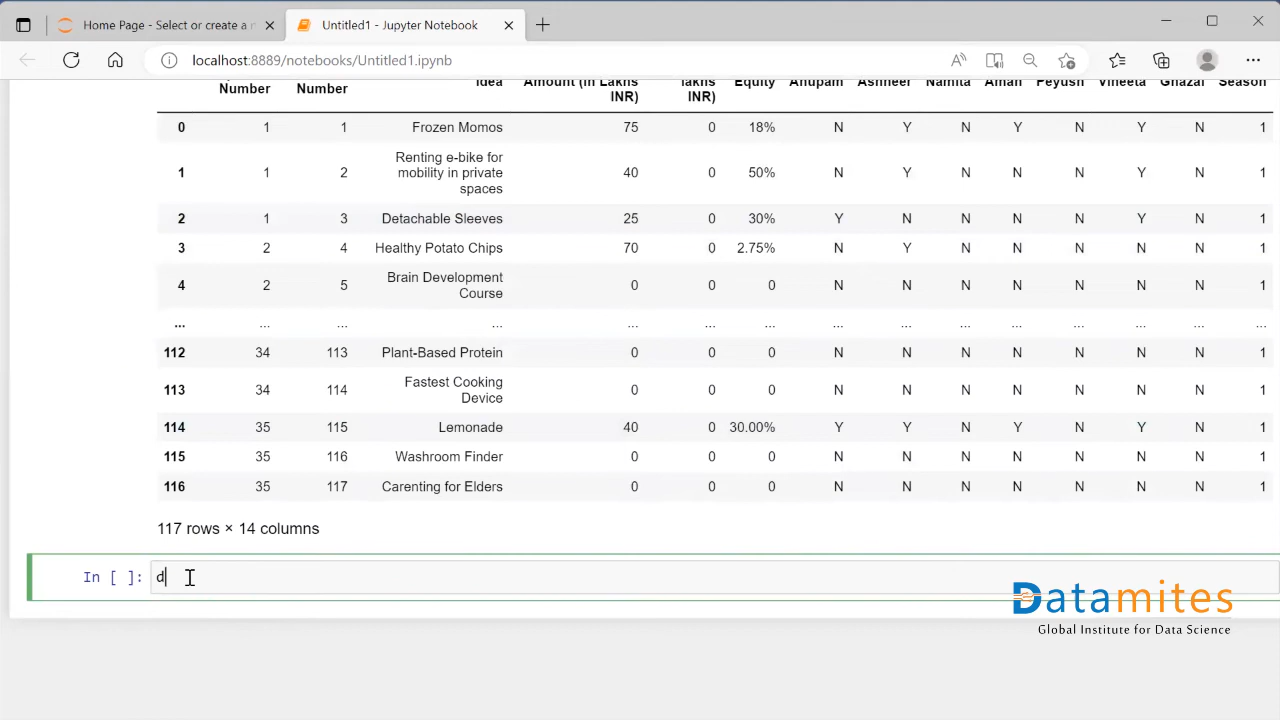 Home Page - Select or create a n
Untitled1 - Jupyter Notebook
localhost:8889/notebooks/Untitled1.ipynb
Number Number Idea Amount (In Lakhs INR) lakhs INR) Equity Anupam Ashneer Namita Aman Peyush Vineeta Ghazal Season
0 1 1 Frozen Momos 75 0 18% N Y N Y N Y N 1
1 1 2 Renting e-bike for mobility in private spaces 40 0 50% N Y N N N Y N 1
2 1 3 Detachable Sleeves 25 0 30% Y N N N N Y N 1
3 2 4 Healthy Potato Chips 70 0 2.75% N Y N N N N N 1
4 2 5 Brain Development Course 0 0 0 N N N N N N N 1
... ... ... ... ... ... ... ... ... ... ... ... ... ... ...
112 34 113 Plant-Based Protein 0 0 0 N N N N N N N 1
113 34 114 Fastest Cooking Device 0 0 0 N N N N N N N 1
114 35 115 Lemonade 40 0 30.00% Y Y N Y N Y N 1
115 35 116 Washroom Finder 0 0 0 N N N N N N N 1
116 35 117 Carenting for Elders 0 0 0 N N N N N N N 1
117 rows × 14 columns
In [ ]: d
Datamites
Global Institute for Data Science